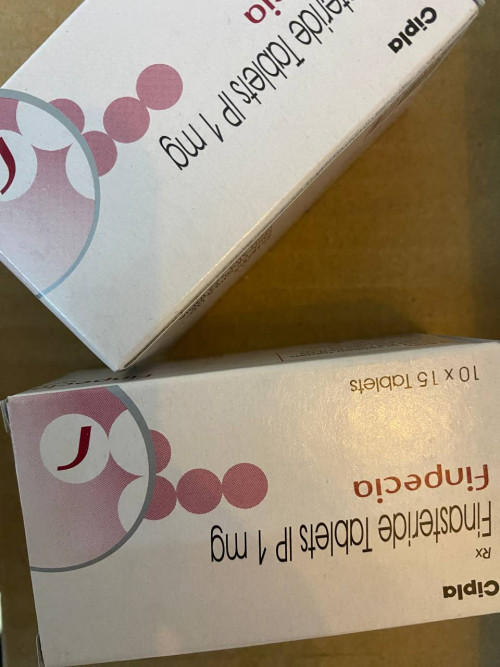 Cipla
Finasteride Tablets IP 1 mg
Cipla
Rx
Finasteride Tablets IP 1 mg
Finpecia
10 x 15 Tablets